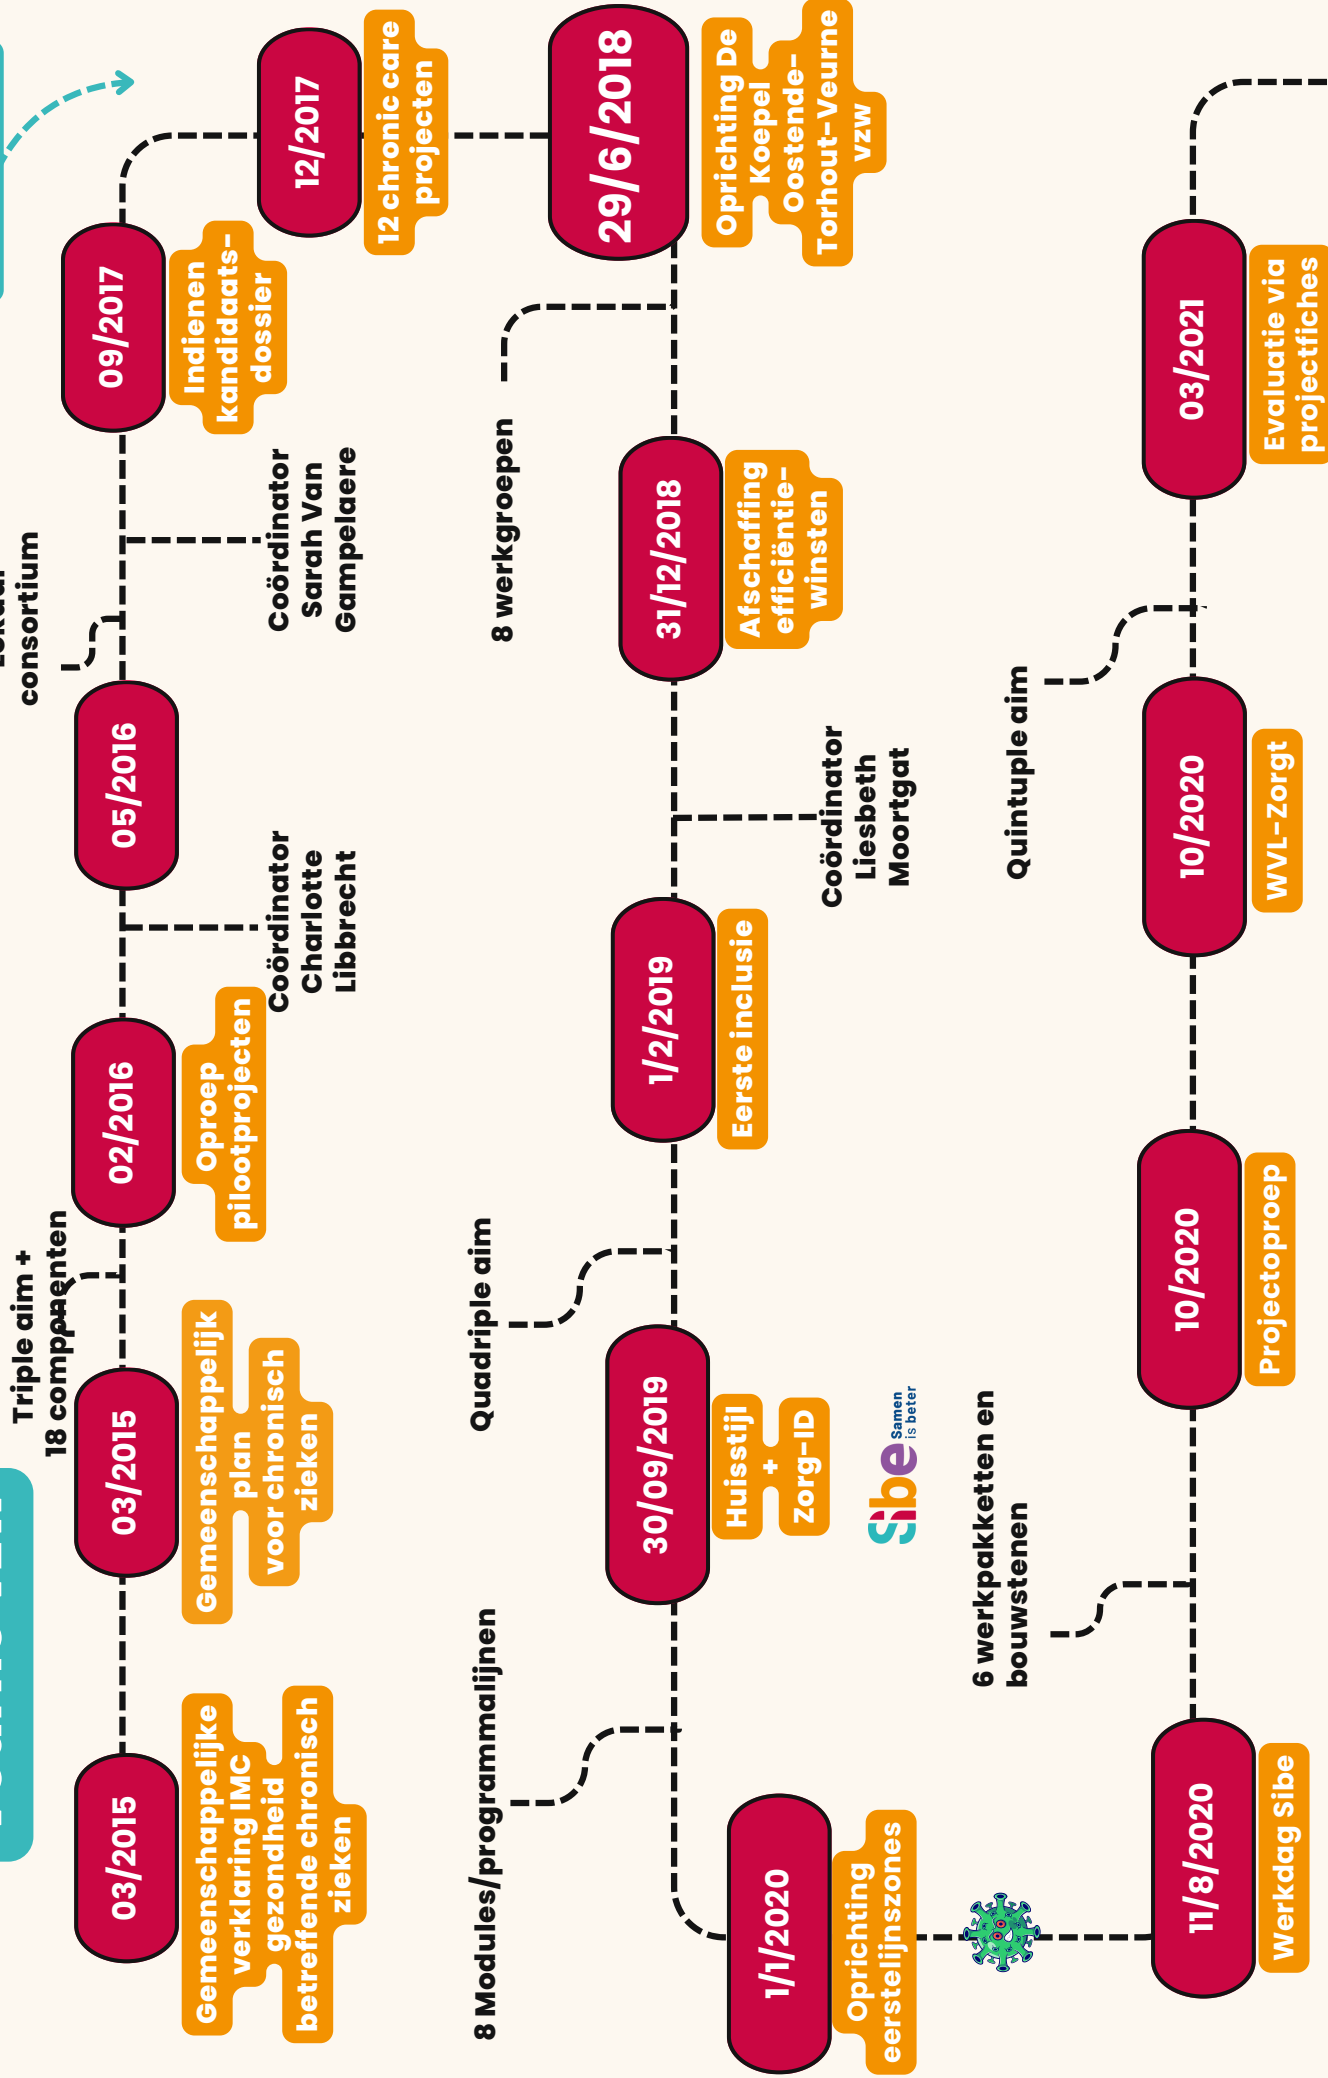 03/2015
Gemeenschappelijke
verklaring IMC
gezondheid
betreffende chronisch
zieken
03/2015
Gemeenschappelijk
plan
voor chronisch
zieken
Triple aim +
18 componenten
02/2016
Oproep
pilootprojecten
Coördinator
Charlotte
Libbrecht
05/2016
consortium
Coördinator
Sarah Van
Gampelaere
09/2017
Indienen
kandidaats-
dossier
12/2017
12 chronic care
projecten
29/6/2018
Oprichting De
Koepel
Oostende-
Torhout-Veurne
vzw
8 werkgroepen
31/12/2018
Afschaffing
efficiëntie-
winsten
Coördinator
Liesbeth
Moortgat
1/2/2019
Eerste inclusie
Quadriple aim
30/09/2019
Huisstijl
+
Zorg-ID
Sibe Samen
is beter
8 Modules/programmalijnen
1/1/2020
Oprichting
eerstelijnszones
11/8/2020
Werkdag Sibe
6 werkpakketten en
bouwstenen
10/2020
Projectoproep
10/2020
WVL-Zorgt
Quintuple aim
03/2021
Evaluatie via
projectfiches